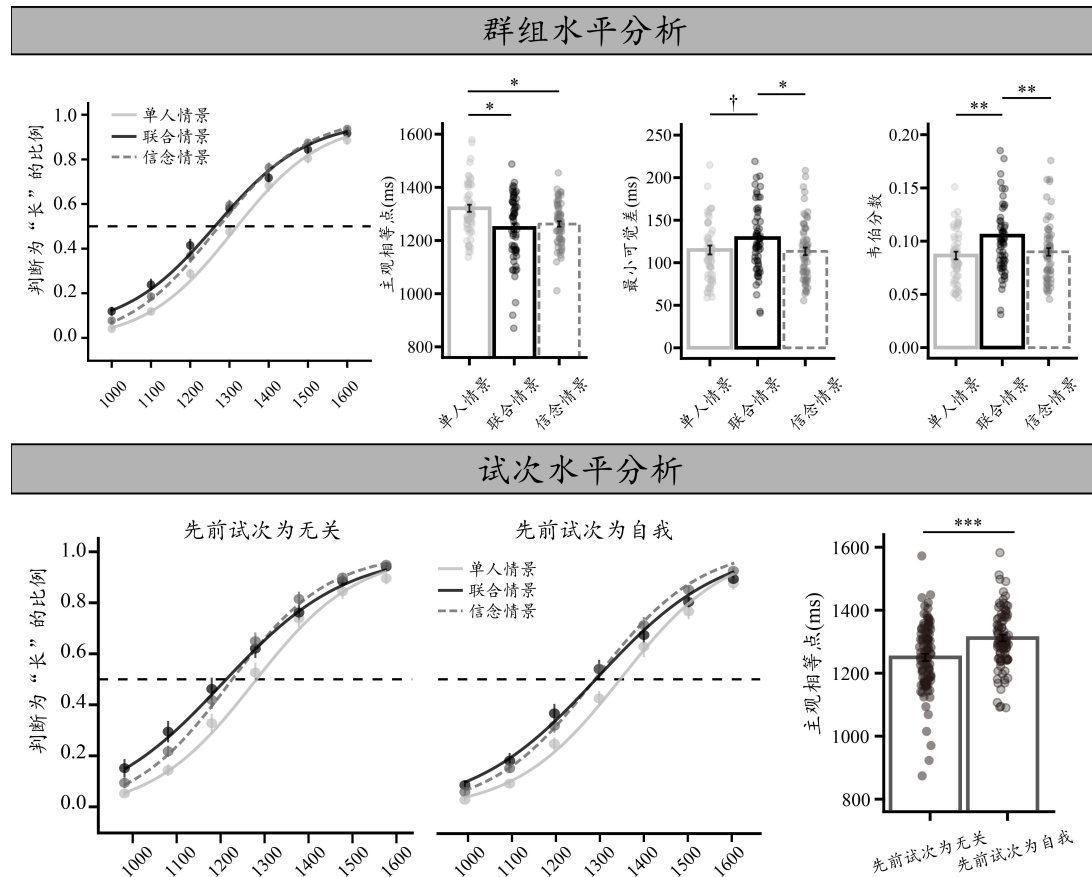 群组水平分析
判断为“长”的比例
1.0
0.8
0.6
0.4
0.2
0.0
单人情景
联合情景
信念情景
1000
1100
1200
1300
1400
1500
1600
主观相等点(ms)
1600
1400
1200
1000
800
*
*
单人情景
联合情景
信念情景
最小可觉差(ms)
250
200
150
100
50
0
†
*
单人情景
联合情景
信念情景
韦伯分数
0.20
0.15
0.10
0.05
0.00
**
**
单人情景
联合情景
信念情景
试次水平分析
先前试次为无关
判断为“长”的比例
1.0
0.8
0.6
0.4
0.2
0.0
1000
1100
1200
1300
1400
1500
1600
先前试次为自我
单人情景
联合情景
信念情景
1000
1100
1200
1300
1400
1500
1600
主观相等点(ms)
1600
1400
1200
1000
800
***
先前试次为无关
先前试次为自我